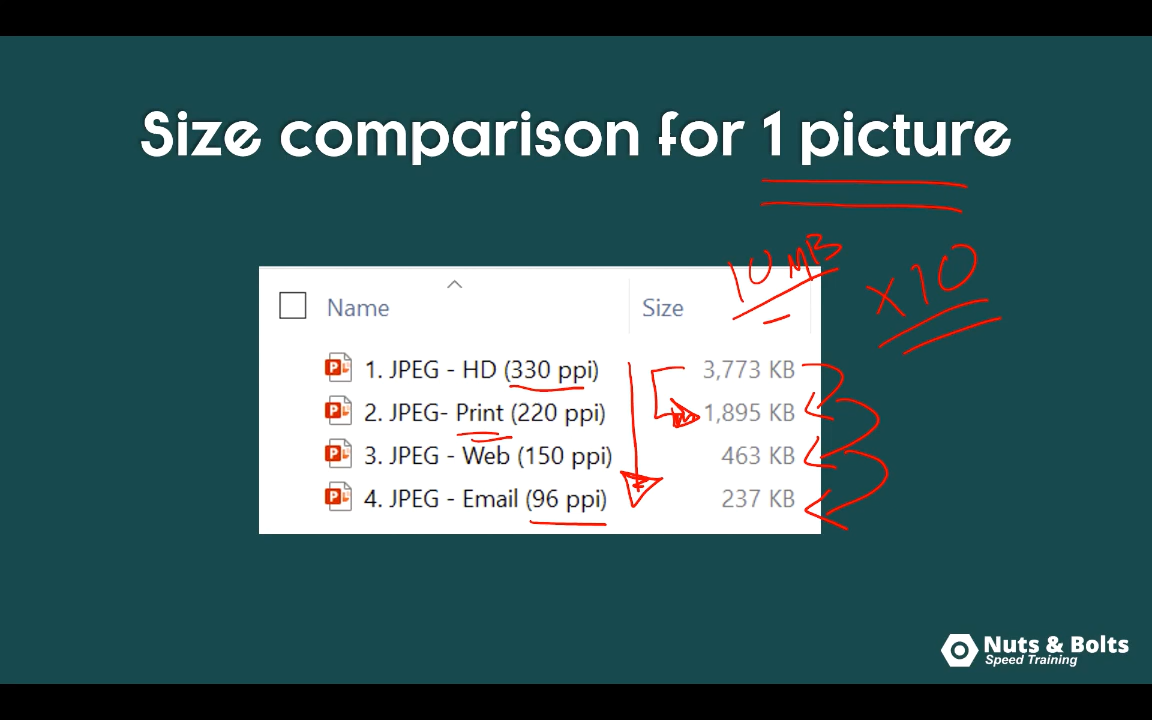 Size comparison for 1 picture
10 MB
x10
Name
Size
1. JPEG - HD (330 ppi)
3,773 KB
2. JPEG- Print (220 ppi)
1,895 KB
3. JPEG - Web (150 ppi)
463 KB
4. JPEG - Email (96 ppi)
237 KB
Nuts & Bolts
Speed Training